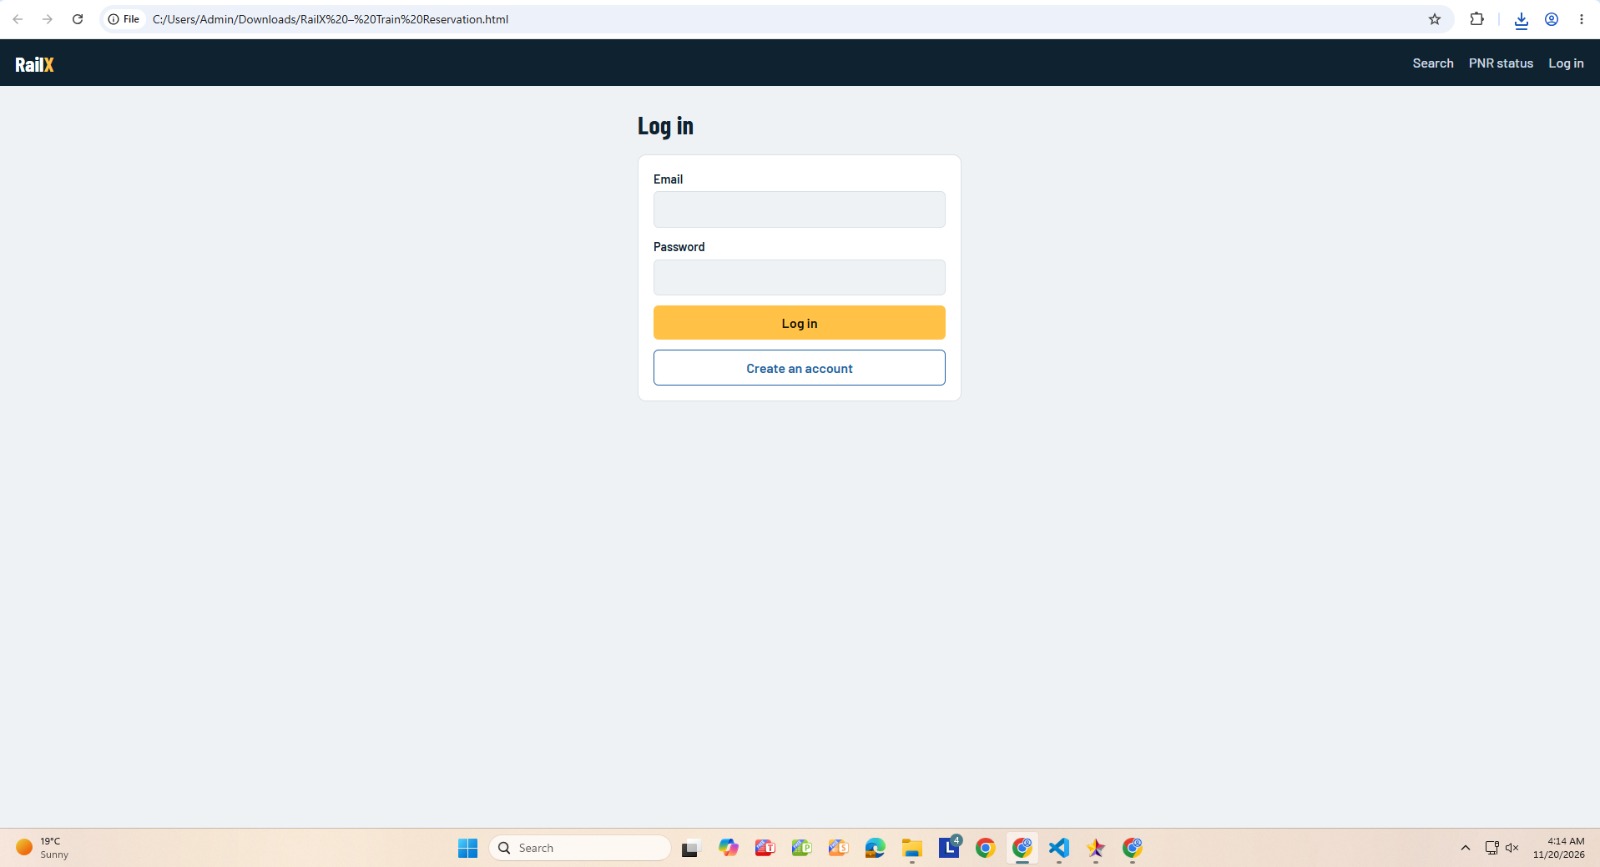 File
C:/Users/Admin/Downloads/RailX%20–%20Train%20Reservation.html
RailX
Search PNR status Log in
Log in
Email
Password
Log in
Create an account
19°C
Sunny
Search
4
4:14 AM
11/20/2026